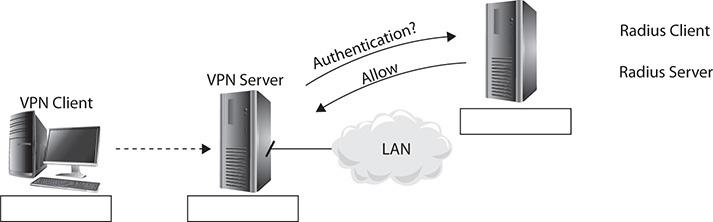 Authentication?
Allow
Radius Client
Radius Server
VPN Server
VPN Client
LAN